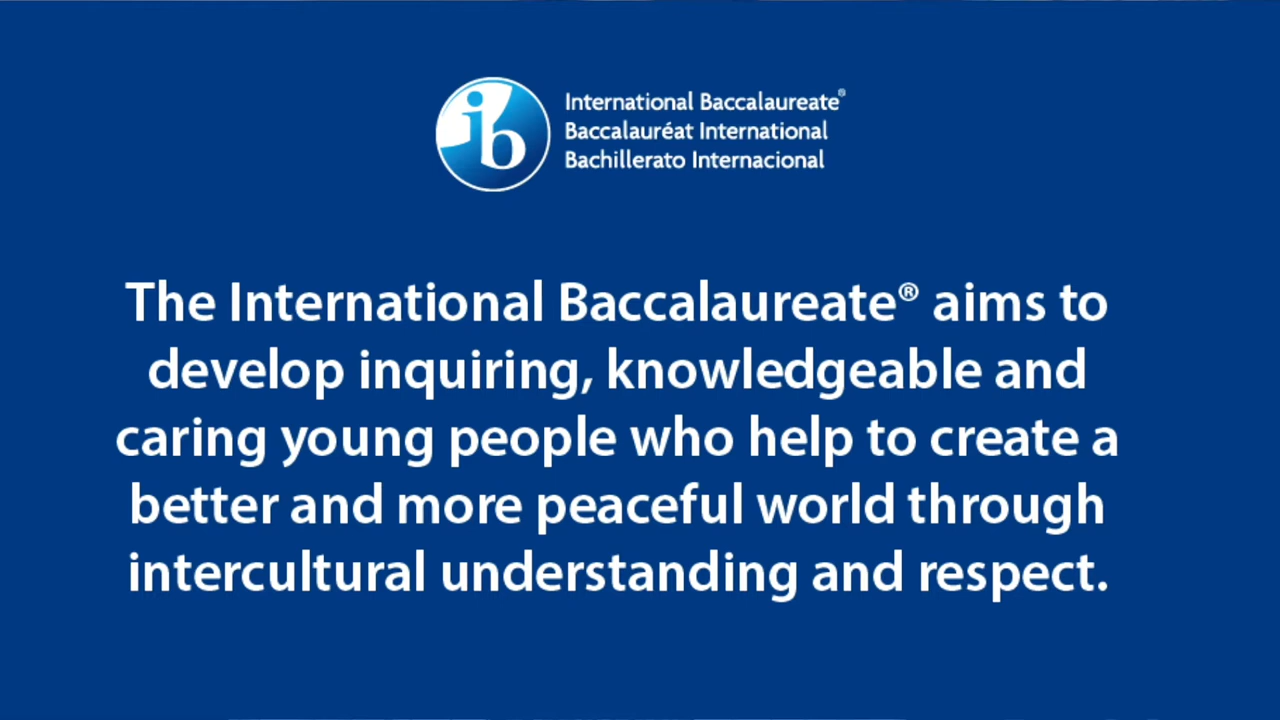 ib
International Baccalaureate®
Baccalauréat International
Bachillerato Internacional
The International Baccalaureate® aims to
develop inquiring, knowledgeable and
caring young people who help to create a
better and more peaceful world through
intercultural understanding and respect.